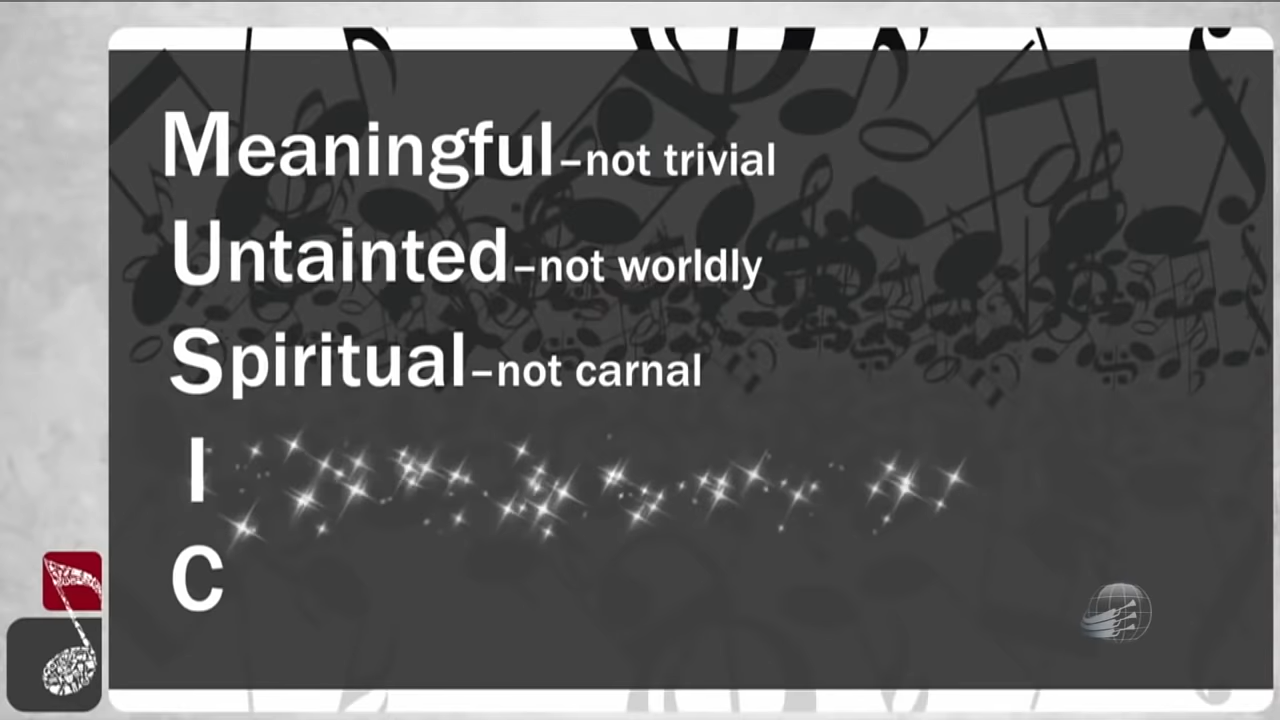 Meaningful–not trivial
Untainted–not worldly
Spiritual–not carnal
I
C